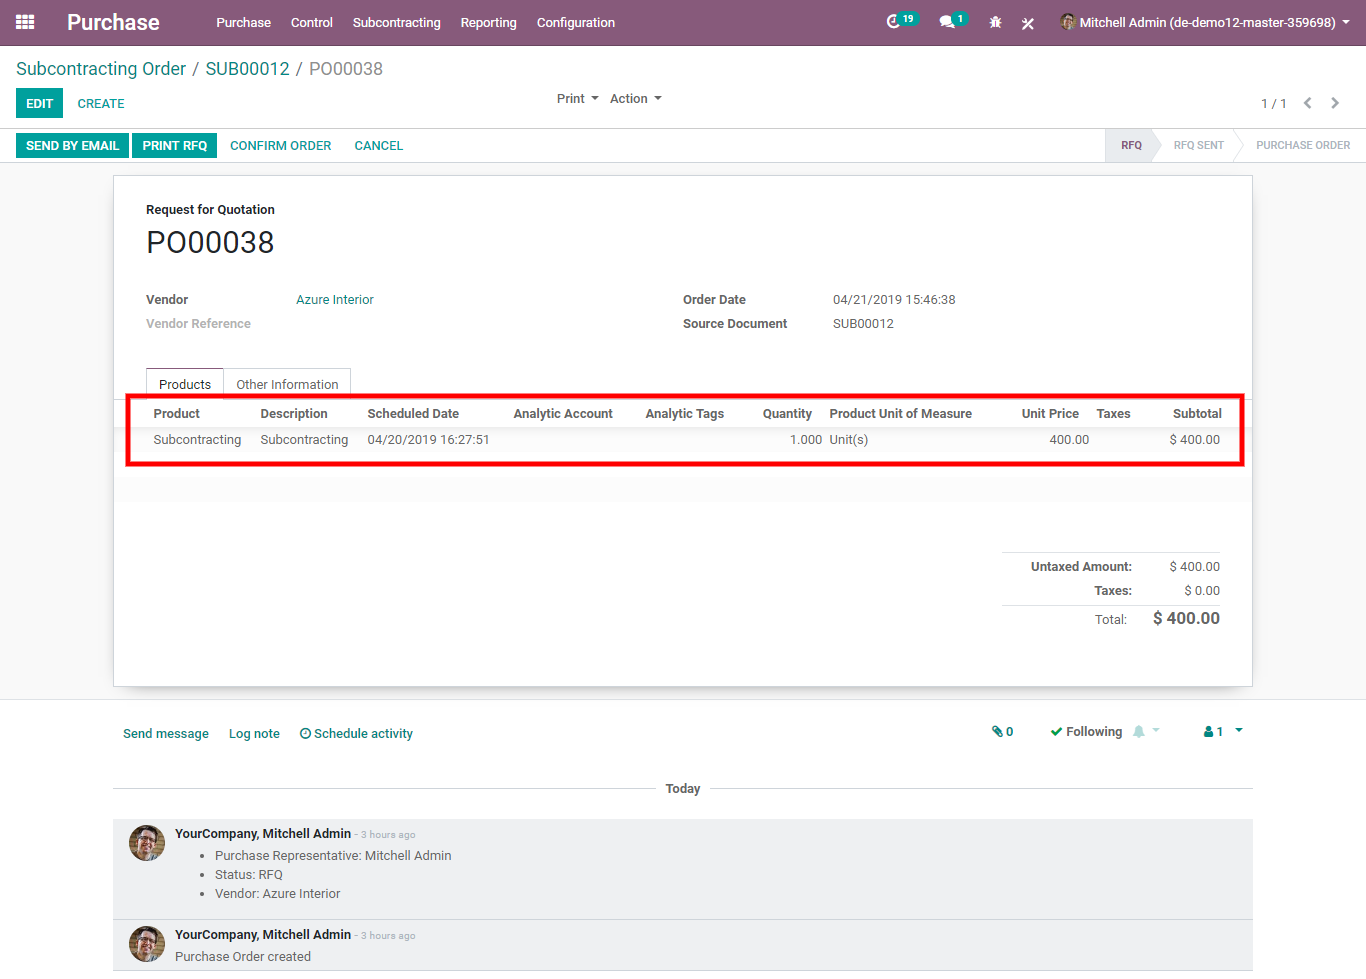 Purchase Purchase Control Subcontracting Reporting Configuration 19 1 Mitchell Admin (de-demo12-master-359698)
Subcontracting Order / SUB00012 / PO00038
EDIT CREATE Print Action 1 / 1
SEND BY EMAIL PRINT RFQ CONFIRM ORDER CANCEL RFQ RFQ SENT PURCHASE ORDER
Request for Quotation
PO00038
Vendor Azure Interior Order Date 04/21/2019 15:46:38
Vendor Reference Source Document SUB00012
Products Other Information
Product Description Scheduled Date Analytic Account Analytic Tags Quantity Product Unit of Measure Unit Price Taxes Subtotal
Subcontracting Subcontracting 04/20/2019 16:27:51 1.000 Unit(s) 400.00 $ 400.00
Untaxed Amount: $ 400.00
Taxes: $ 0.00
Total: $ 400.00
Send message Log note Schedule activity 0 Following 1
Today
YourCompany, Mitchell Admin - 3 hours ago
• Purchase Representative: Mitchell Admin
• Status: RFQ
• Vendor: Azure Interior
YourCompany, Mitchell Admin - 3 hours ago
Purchase Order created